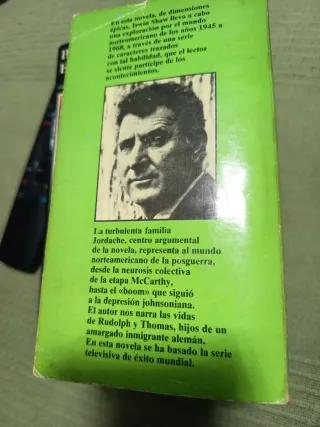 En esta novela, de dimensiones
épicas, Irwin Shaw lleva a cabo
una exploración por el mundo
norteamericano de los años 1945 a
1968, a través de una serie
de caracteres trazados
con tal habilidad, que el lector
se siente partícipe de los
acontecimientos.
La turbulenta familia
Jordache, centro argumental
de la novela, representa al mundo
norteamericano de la posguerra,
desde la neurosis colectiva
de la etapa McCarthy,
hasta el «boom» que siguió
a la depresión johnsoniana.
El autor nos narra las vidas
de Rudolph y Thomas, hijos de un
amargado inmigrante alemán.
En esta novela se ha basado la serie
televisiva de éxito mundial.